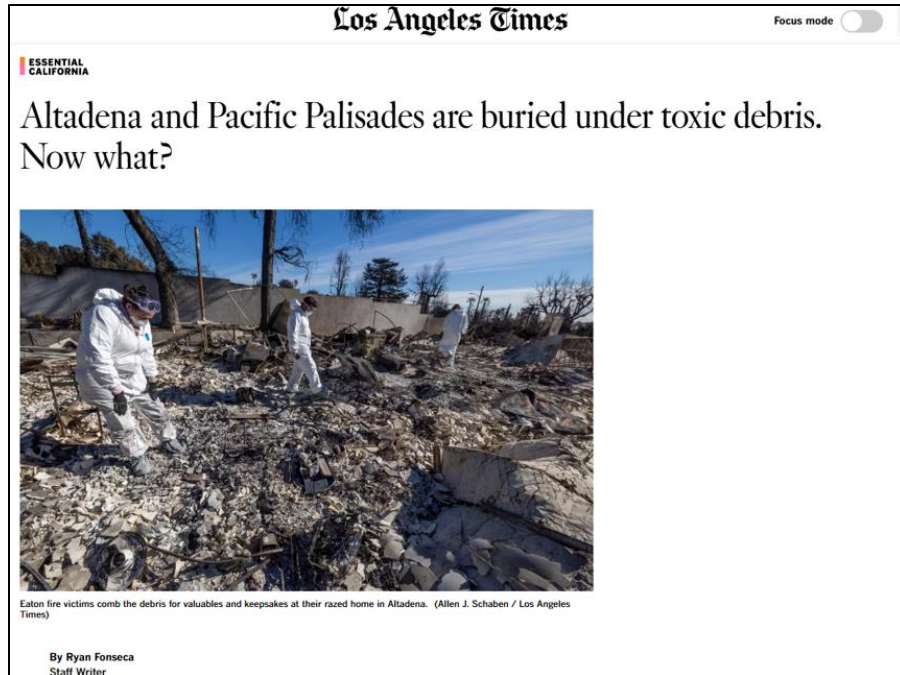 Los Angeles Times
Focus mode
ESSENTIAL
CALIFORNIA
Altadena and Pacific Palisades are buried under toxic debris.
Now what?
Eaton fire victims comb the debris for valuables and keepsakes at their razed home in Altadena. (Allen J. Schaben / Los Angeles
Times)
By Ryan Fonseca
Staff Writer